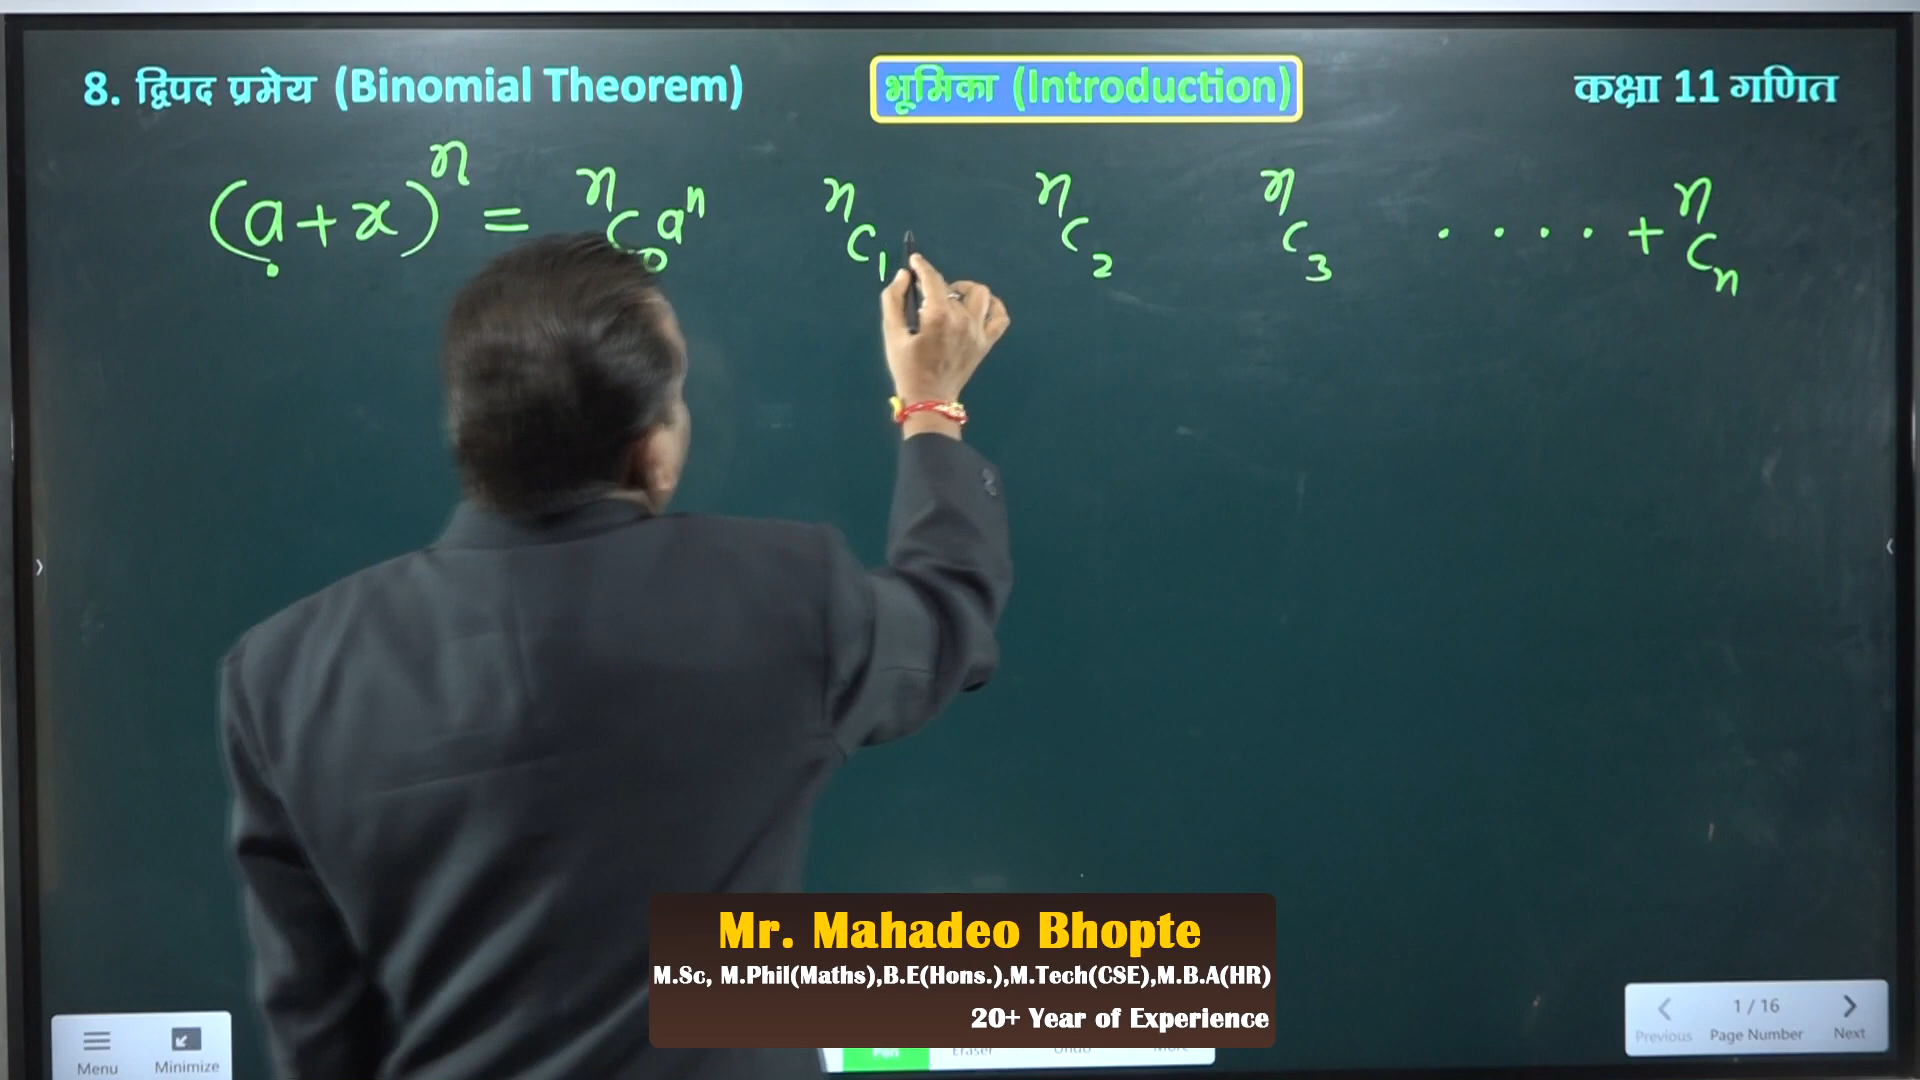 8. द्विपद प्रमेय (Binomial Theorem) भूमिका (Introduction) कक्षा 11 गणित
(a+x)ⁿ = ⁿC₀aⁿ ⁿC₁ ⁿC₂ ⁿC₃ .... + ⁿCₙ
Mr. Mahadeo Bhopte
M.Sc, M.Phil(Maths),B.E(Hons.),M.Tech(CSE),M.B.A(HR)
20+ Year of Experience
1 / 16
Previous Page Number Next
Menu Minimize